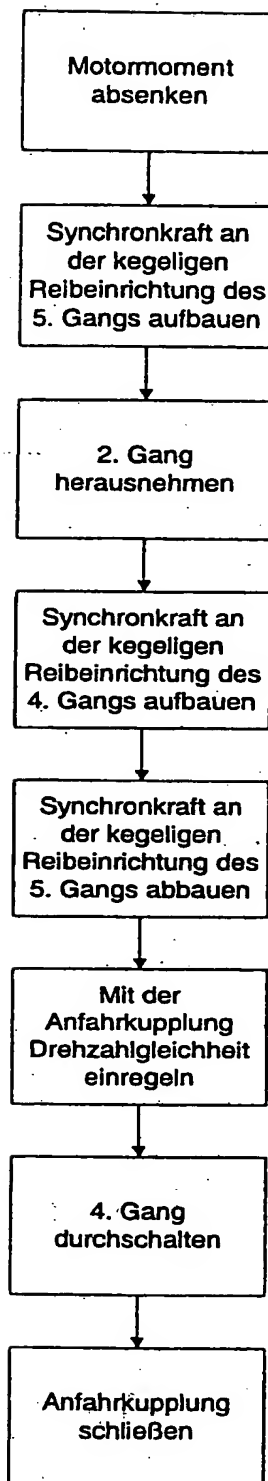 Motormoment
absenken
Synchronkraft an
der kegeligen
Reibeinrichtung des
5. Gangs aufbauen
2. Gang
herausnehmen
Synchronkraft an
der kegeligen
Reibeinrichtung des
4. Gangs aufbauen
Synchronkraft an
der kegeligen
Reibeinrichtung des
5. Gangs abbauen
Mit der
Anfahrkupplung
Drehzahlgleichheit
einregeln
4. Gang
durchschalten
Anfahrkupplung
schließen